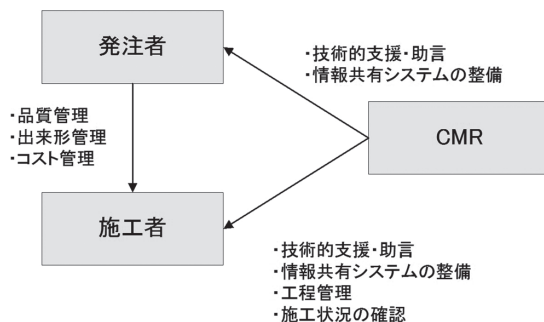 発注者
・技術的支援・助言
・情報共有システムの整備
・品質管理
・出来形管理
・コスト管理
CMR
施工者
・技術的支援・助言
・情報共有システムの整備
・工程管理
・施工状況の確認